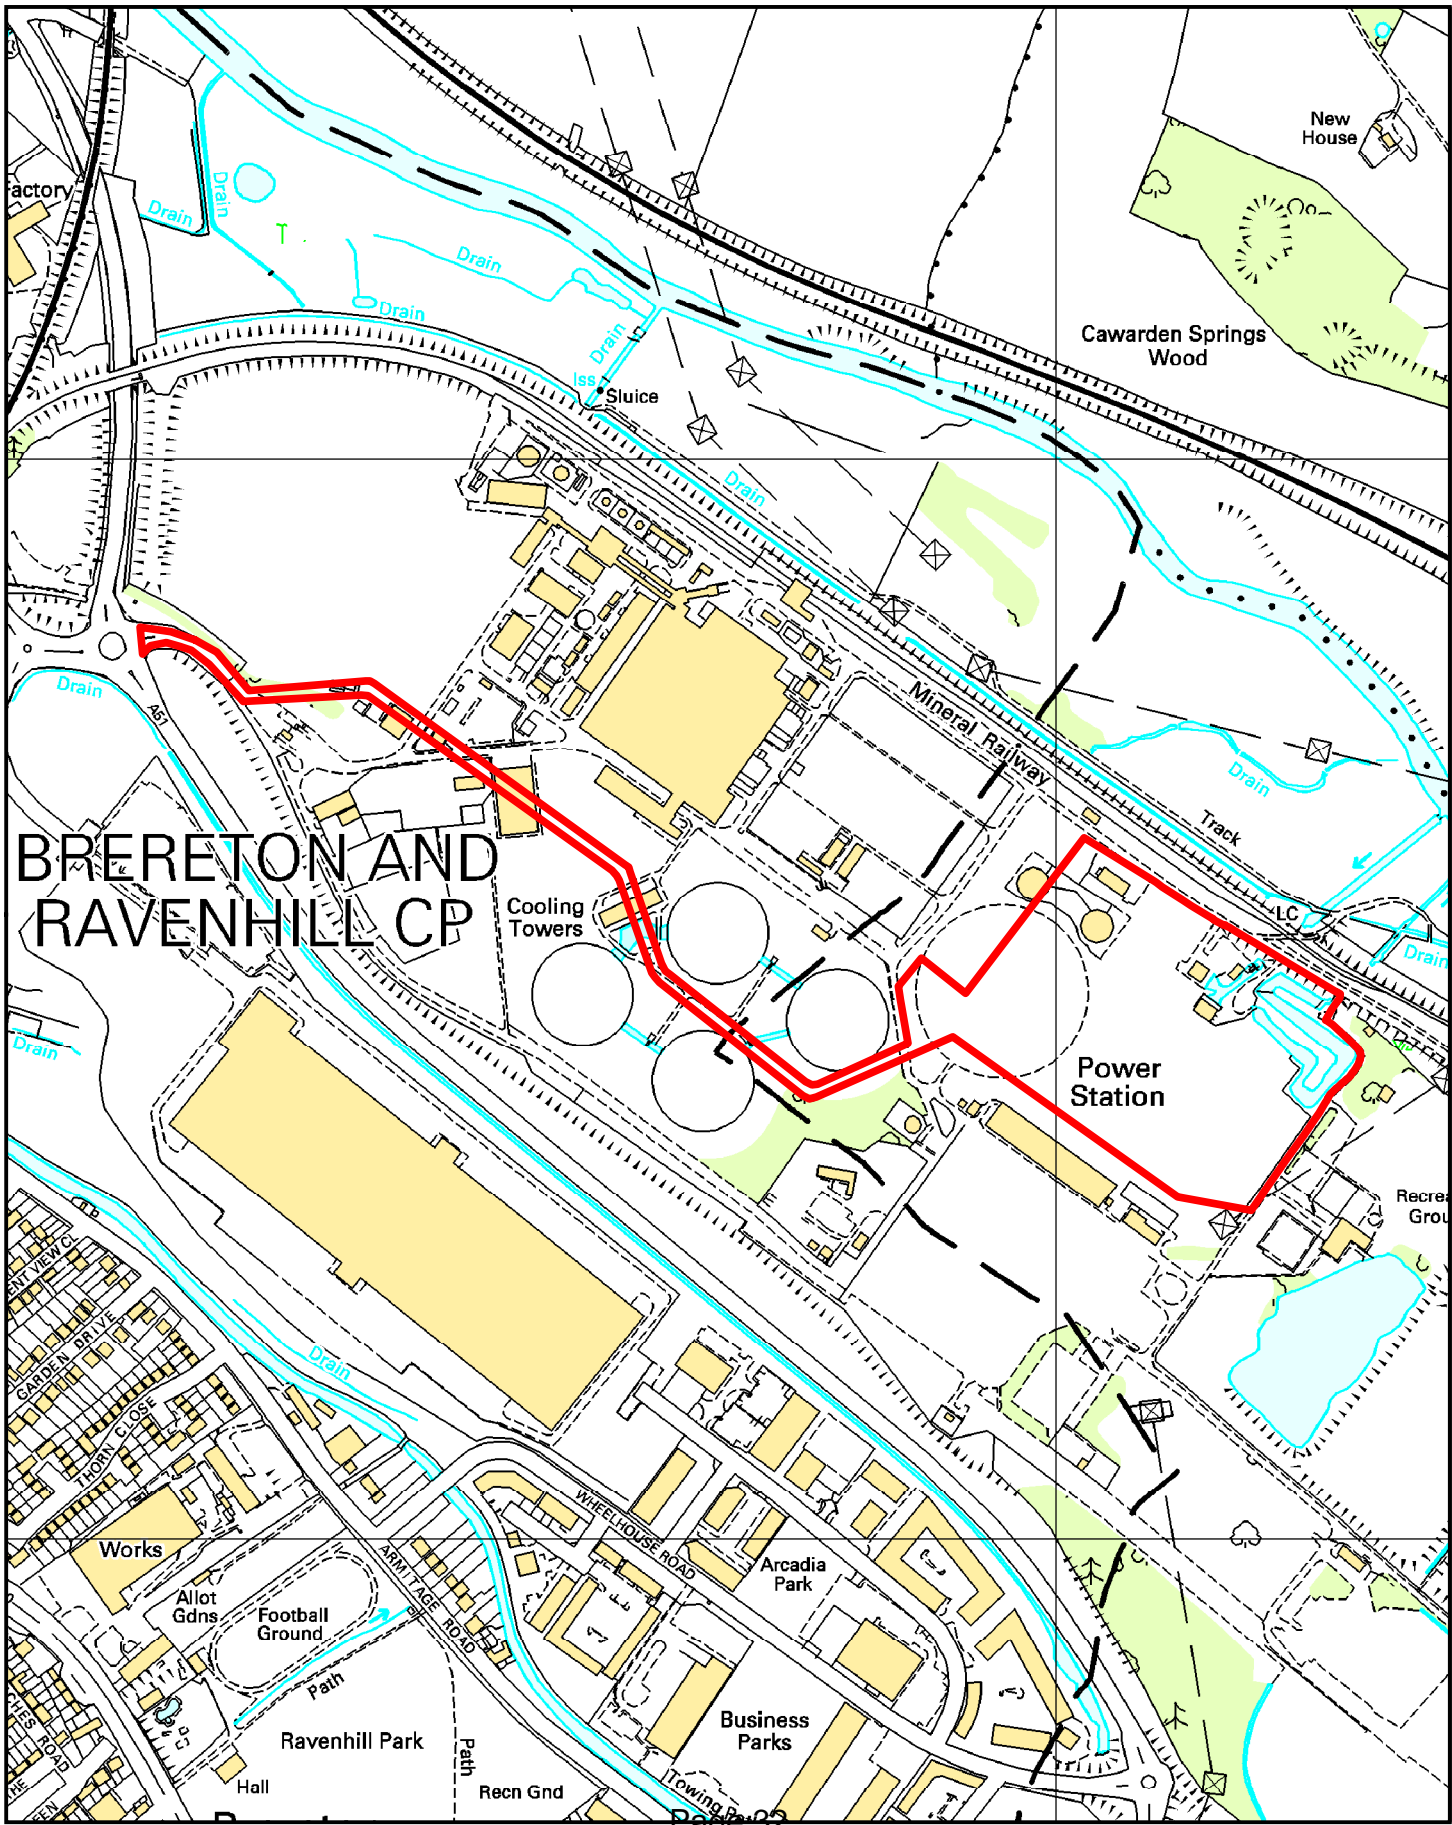 New
House
Drain
Drain
Drain
Drain
Cawarden Springs
Wood
Drain
Iss
Sluice
Drain
Drain
A51
Mineral Railway
Drain
Track
BRERETON AND
RAVENHILL CP
Cooling
Towers
LC
Drain
Drain
Power
Station
GARDEN DRIVE
THORN CLOSE
Drain
WHEELHOUSE ROAD
Works
Arcadia
Park
ARMITAGE ROAD
Allot
Gdns
Football
Ground
Path
Business
Parks
Ravenhill Park
Path
Hall
Recn Gnd